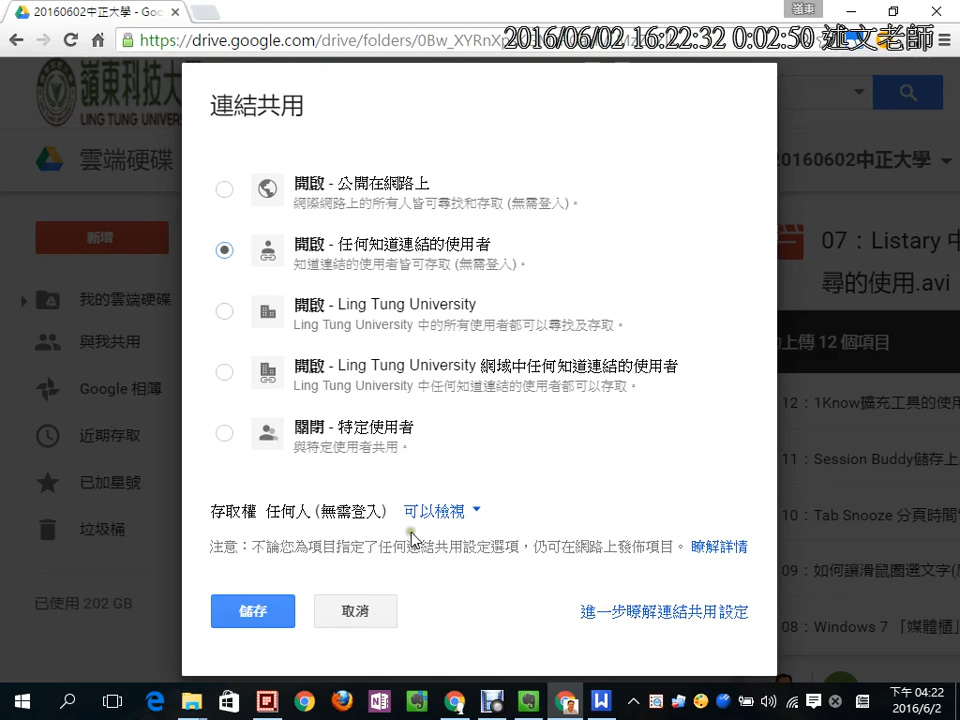 20160602中正大學 - Goo
嶺東
https://drive.google.com/drive/folders/0Bw_XYRnX
2016/06/02 16:22:32 0:02:50 述文老師
嶺東科技大
LING TUNG UNIVERS
雲端硬碟
20160602中正大學
新增
我的雲端硬碟
與我共用
Google 相簿
近期存取
已加星號
垃圾桶
已使用 202 GB
連結共用
開啟 - 公開在網路上
網際網路上的所有人皆可尋找和存取 (無需登入)。
開啟 - 任何知道連結的使用者
知道連結的使用者皆可存取 (無需登入)。
開啟 - Ling Tung University
Ling Tung University 中的所有使用者都可以尋找及存取。
開啟 - Ling Tung University 網域中任何知道連結的使用者
Ling Tung University 中任何知道連結的使用者都可以存取。
關閉 - 特定使用者
與特定使用者共用。
存取權 任何人 (無需登入) 可以檢視
注意：不論您為項目指定了任何連結共用設定選項，仍可在網路上發佈項目。 瞭解詳情
儲存
取消
進一步瞭解連結共用設定
07：Listary 中
尋的使用.avi
上傳 12 個項目
12：1Know擴充工具的使用
11：Session Buddy儲存上
10：Tab Snooze 分頁時間
09：如何讓滑鼠圈選文字(
08：Windows 7 「媒體櫃」
下午 04:22
2016/6/2